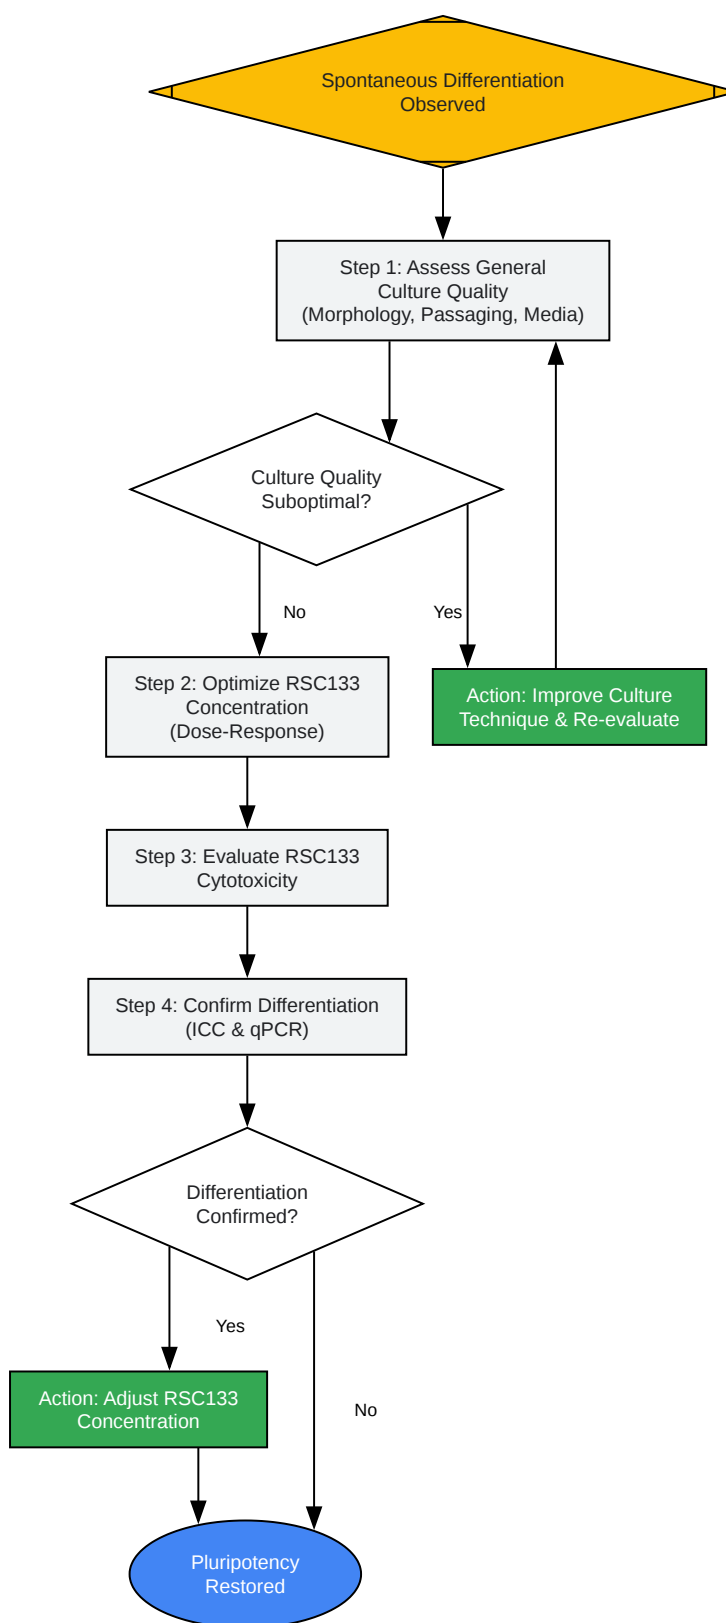 Spontaneous Differentiation
Observed
Step 1: Assess General
Culture Quality
(Morphology, Passaging, Media)
Culture Quality
Suboptimal?
No
Yes
Step 2: Optimize RSC133
Concentration
(Dose-Response)
Action: Improve Culture
Technique & Re-evaluate
Step 3: Evaluate RSC133
Cytotoxicity
Step 4: Confirm Differentiation
(ICC & qPCR)
Differentiation
Confirmed?
Yes
No
Action: Adjust RSC133
Concentration
Pluripotency
Restored